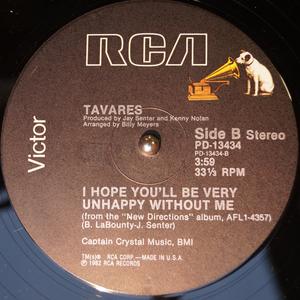 RCA
Victor
TAVARES
Produced by Jay Senter and Kenny Nolan
Arranged by Billy Meyers
Side B Stereo
PD-13434
PD-13434-B
3:59
33⅓ RPM
I HOPE YOU'LL BE VERY
UNHAPPY WITHOUT ME
(from the "New Directions" album, AFL1-4357)
(B. LaBounty-J. Senter)
Captain Crystal Music, BMI
TM(s)® RCA CORP.—MADE IN U.S.A.
℗ 1982 RCA RECORDS